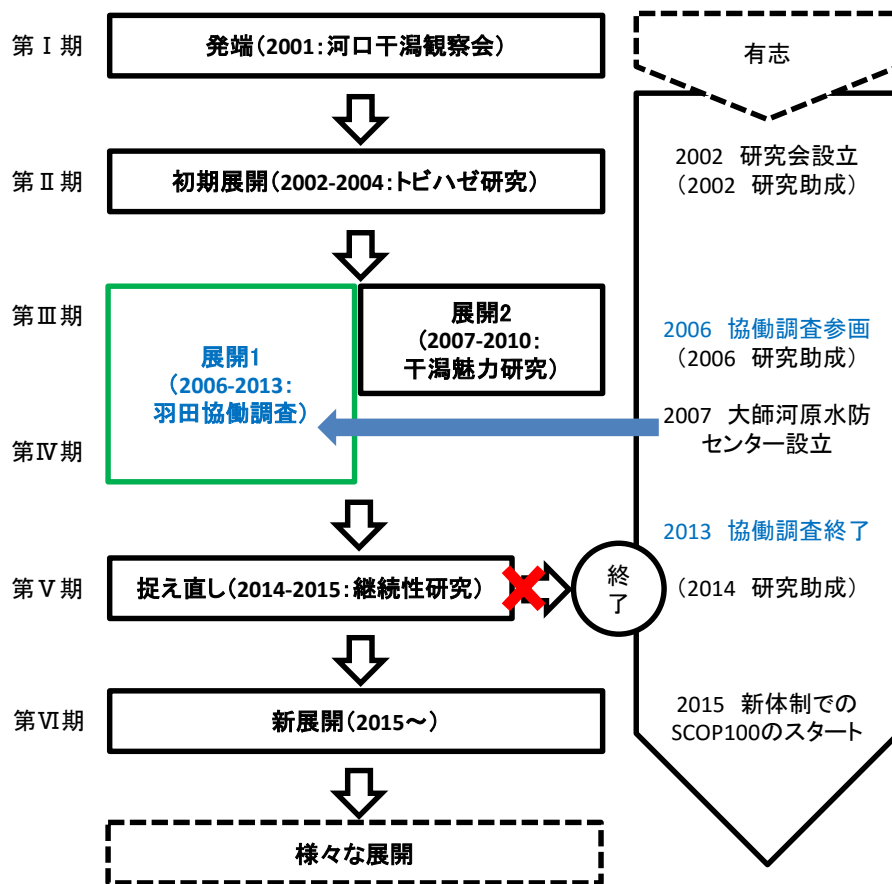 第Ⅰ期
発端(2001:河口干潟観察会)
有志
第Ⅱ期
初期展開(2002-2004:トビハゼ研究)
2002 研究会設立
(2002 研究助成)
第Ⅲ期
展開1
(2006-2013:
羽田協働調査)
展開2
(2007-2010:
干潟魅力研究)
2006 協働調査参画
(2006 研究助成)
2007 大師河原水防
センター設立
第Ⅳ期
2013 協働調査終了
第Ⅴ期
捉え直し(2014-2015:継続性研究)
終
了
(2014 研究助成)
第Ⅵ期
新展開(2015~)
2015 新体制での
SCOP100のスタート
様々な展開